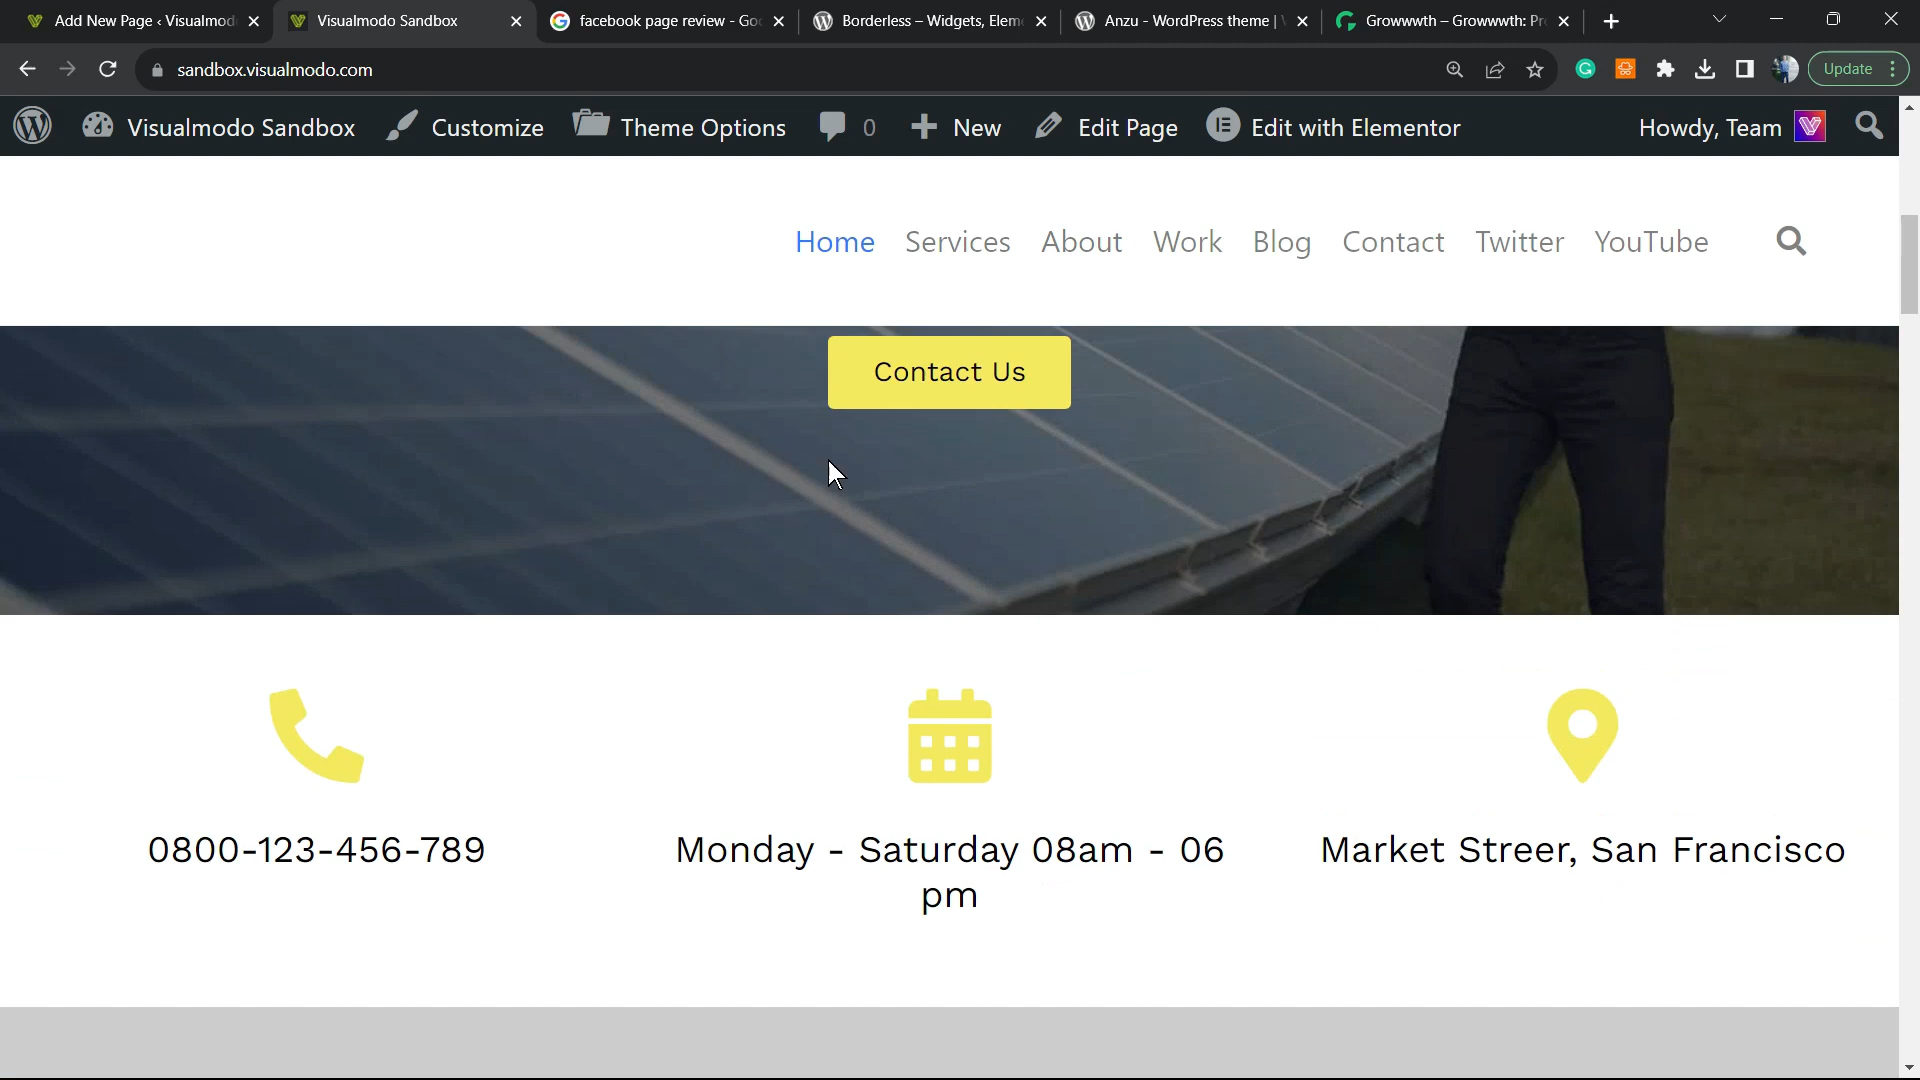 Add New Page ‹ Visualmod
Visualmodo Sandbox
facebook page review - Go
Borderless – Widgets, Elem
Anzu - WordPress theme |
Growwwth – Growwwth: Pr
sandbox.visualmodo.com
Update
Visualmodo Sandbox
Customize
Theme Options
0
New
Edit Page
Edit with Elementor
Howdy, Team
Home
Services
About
Work
Blog
Contact
Twitter
YouTube
Contact Us
0800-123-456-789
Monday - Saturday 08am - 06
pm
Market Streer, San Francisco